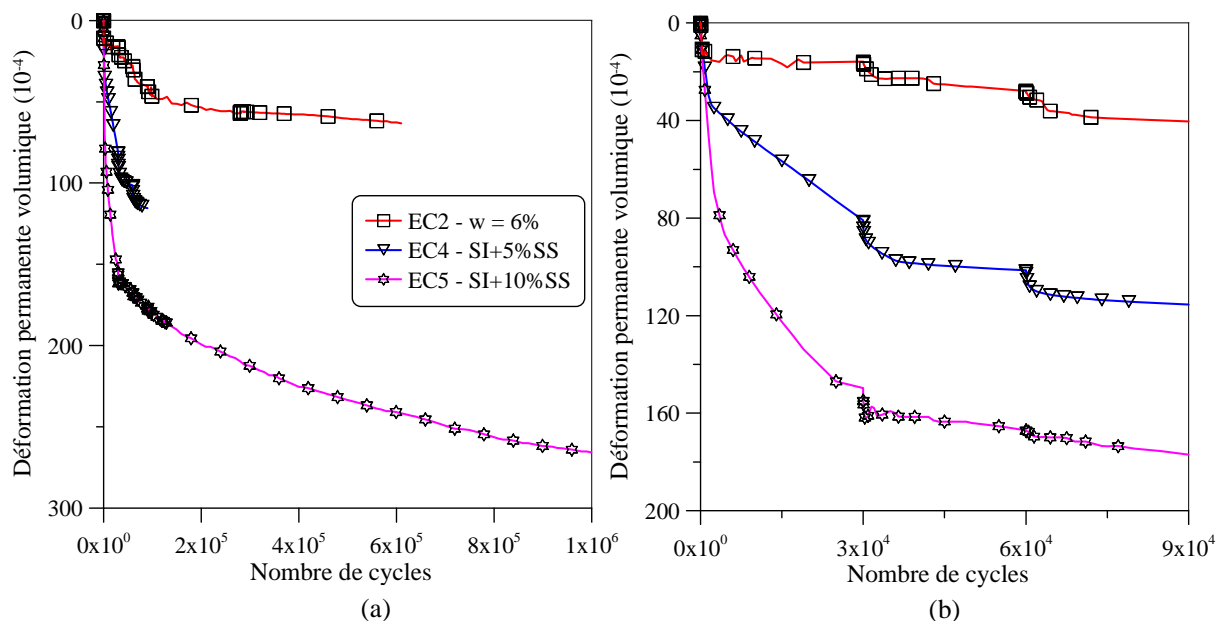 0
100
200
300
Déformation permanente volumique (10⁻⁴)
0x10⁰
2x10⁵
4x10⁵
6x10⁵
8x10⁵
1x10⁶
Nombre de cycles
(a)
EC2 - w = 6%
EC4 - SI+5%SS
EC5 - SI+10%SS
0
40
80
120
160
200
Déformation permanente volumique (10⁻⁴)
0x10⁰
3x10⁴
6x10⁴
9x10⁴
Nombre de cycles
(b)